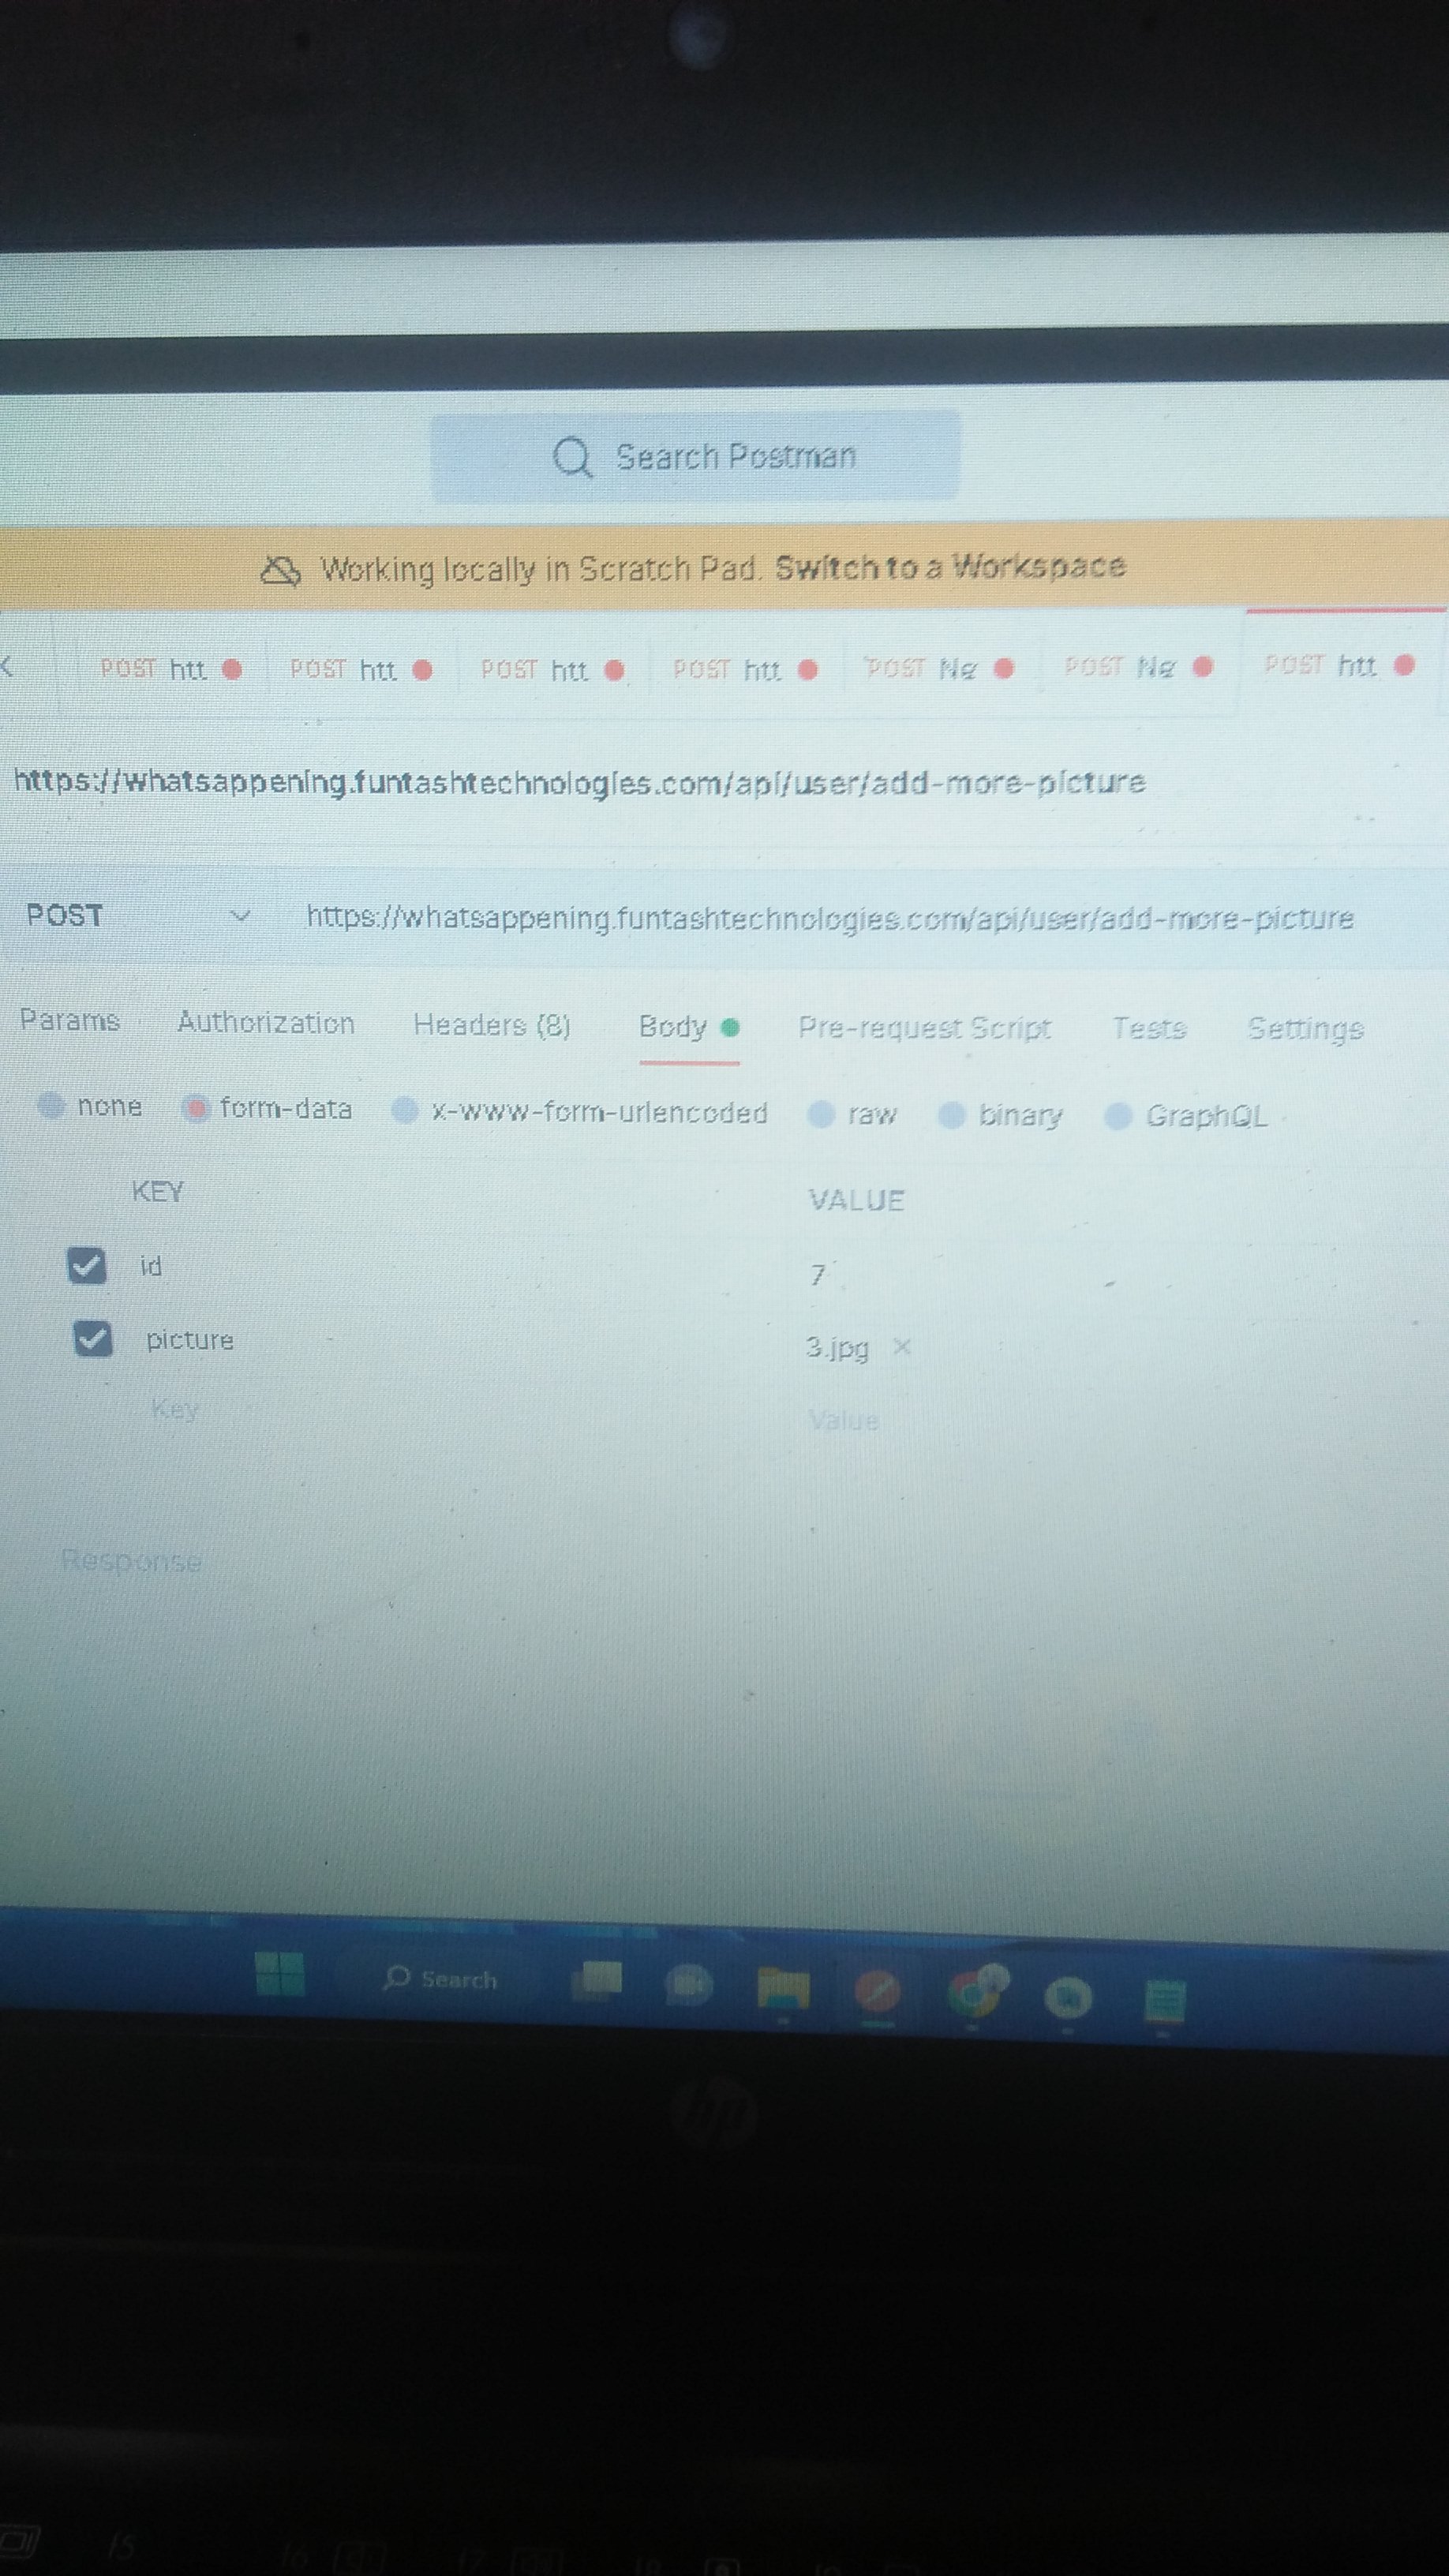 Search Postman
Working locally in Scratch Pad. Switch to a Workspace
POST htt POST htt POST htt POST htt POST Ne POST Ne POST htt
https://whatsappening.funtashtechnologies.com/api/user/add-more-picture
POST https://whatsappening.funtashtechnologies.com/api/user/add-more-picture
Params Authorization Headers (8) Body Pre-request Script Tests Settings
none form-data x-www-form-urlencoded raw binary GraphQL
KEY VALUE
id 7
picture 3.jpg
Key Value
Response
Search
hp
f5